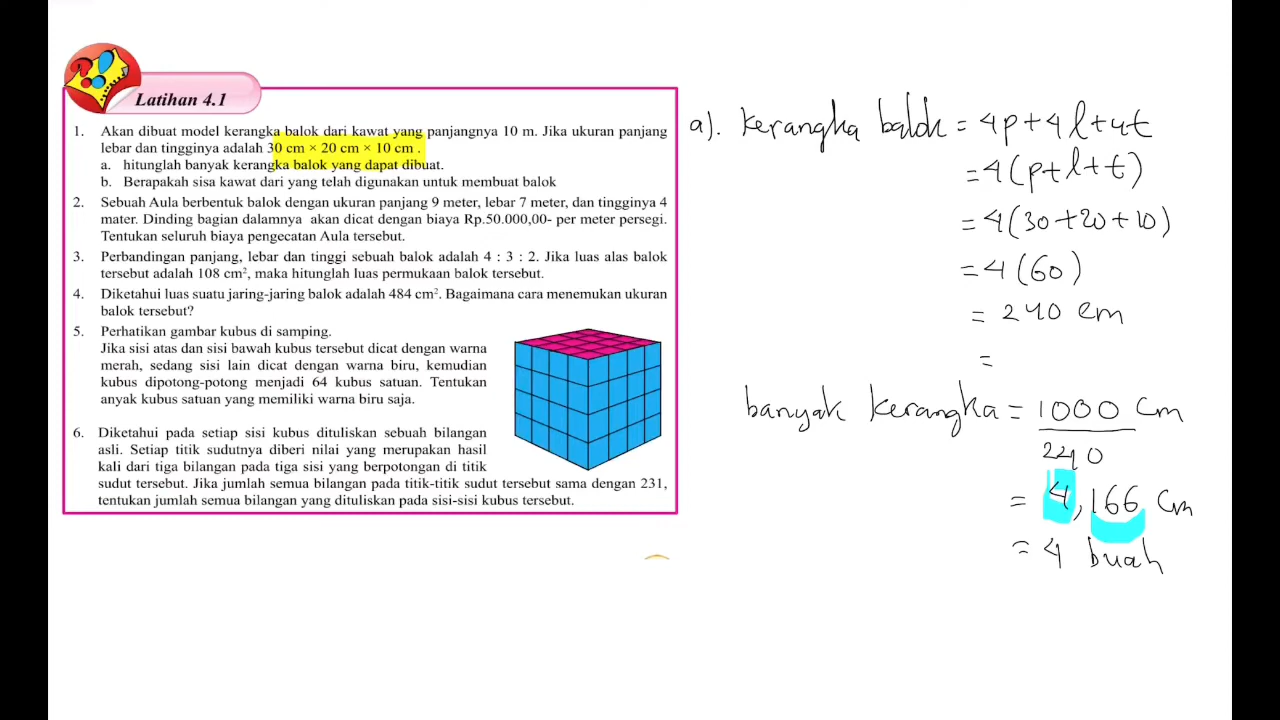 Latihan 4.1
1. Akan dibuat model kerangka balok dari kawat yang panjangnya 10 m. Jika ukuran panjang
lebar dan tingginya adalah 30 cm × 20 cm × 10 cm .
a. hitunglah banyak kerangka balok yang dapat dibuat.
b. Berapakah sisa kawat dari yang telah digunakan untuk membuat balok
2. Sebuah Aula berbentuk balok dengan ukuran panjang 9 meter, lebar 7 meter, dan tingginya 4
mater. Dinding bagian dalamnya akan dicat dengan biaya Rp.50.000,00- per meter persegi.
Tentukan seluruh biaya pengecatan Aula tersebut.
3. Perbandingan panjang, lebar dan tinggi sebuah balok adalah 4 : 3 : 2. Jika luas alas balok
tersebut adalah 108 cm², maka hitunglah luas permukaan balok tersebut.
4. Diketahui luas suatu jaring-jaring balok adalah 484 cm². Bagaimana cara menemukan ukuran
balok tersebut?
5. Perhatikan gambar kubus di samping.
Jika sisi atas dan sisi bawah kubus tersebut dicat dengan warna
merah, sedang sisi lain dicat dengan warna biru, kemudian
kubus dipotong-potong menjadi 64 kubus satuan. Tentukan
anyak kubus satuan yang memiliki warna biru saja.
6. Diketahui pada setiap sisi kubus dituliskan sebuah bilangan
asli. Setiap titik sudutnya diberi nilai yang merupakan hasil
kali dari tiga bilangan pada tiga sisi yang berpotongan di titik
sudut tersebut. Jika jumlah semua bilangan pada titik-titik sudut tersebut sama dengan 231,
tentukan jumlah semua bilangan yang dituliskan pada sisi-sisi kubus tersebut.
a). kerangka balok = 4p+4l+4t
= 4(p+l+t)
= 4(30+20+10)
= 4(60)
= 240 cm
=
banyak kerangka = 1000 cm
240
= 4,166 cm
= 4 buah